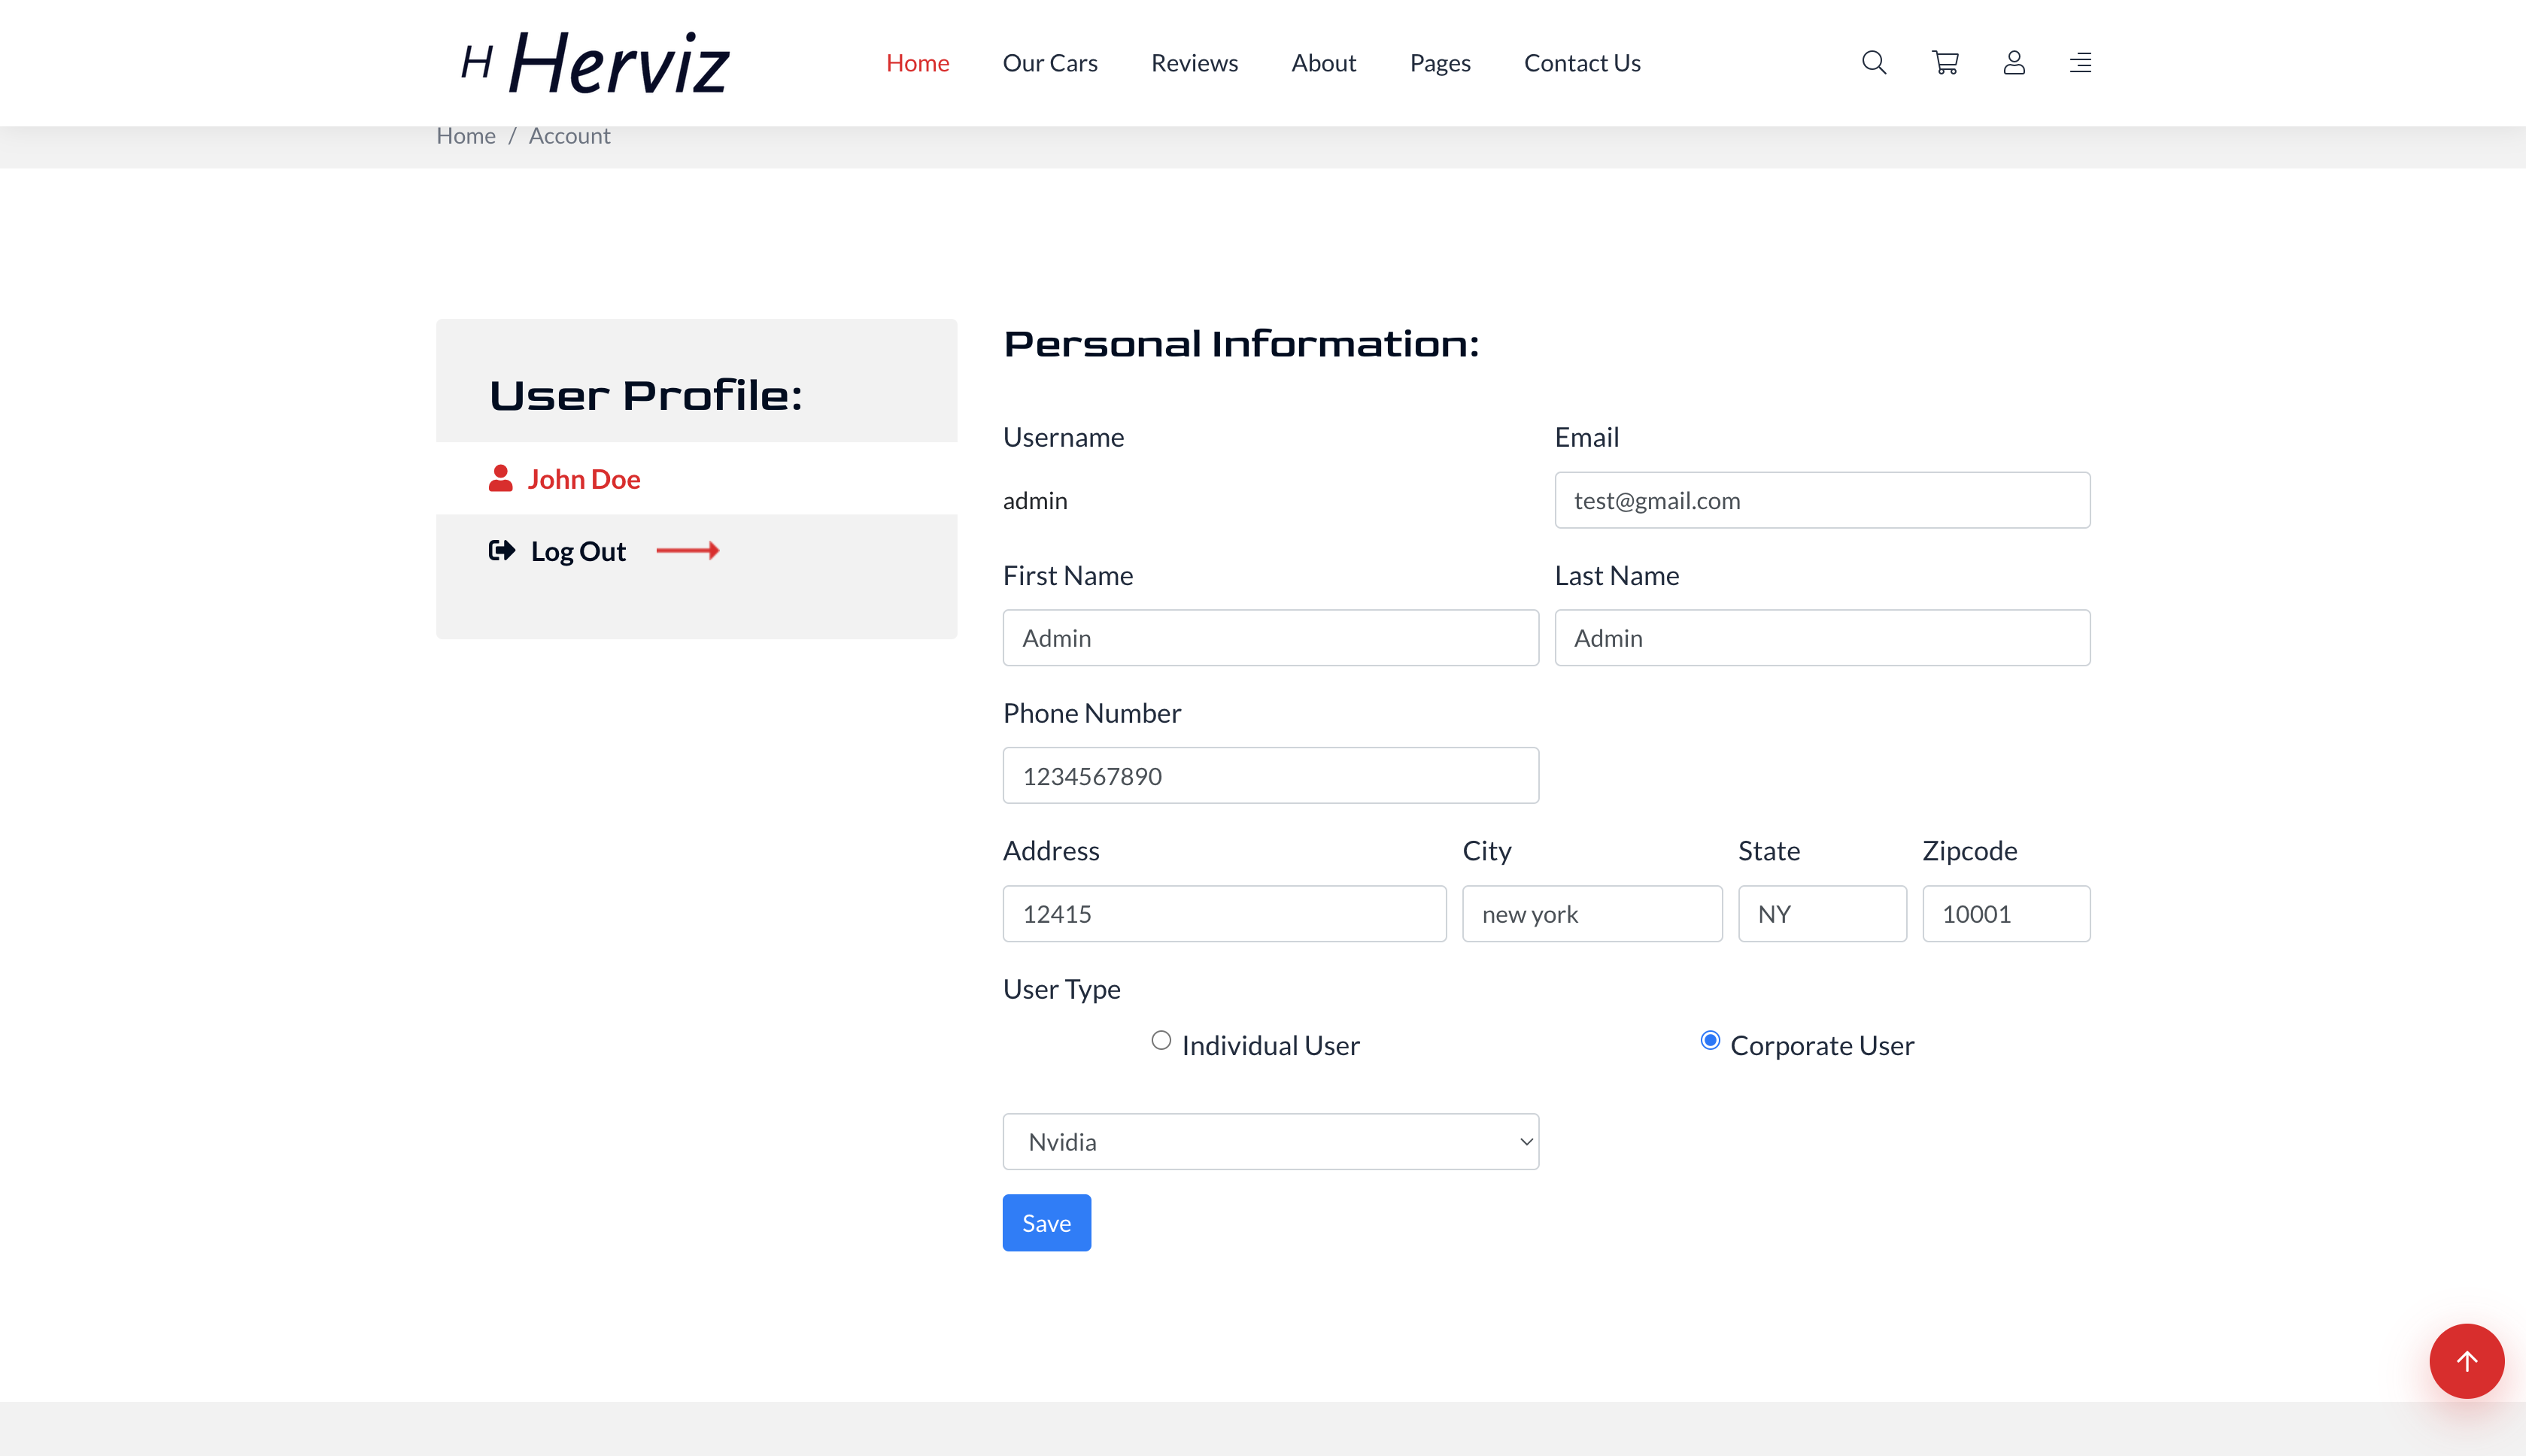 H Herviz
Home Our Cars Reviews About Pages Contact Us
Home / Account
User Profile:
John Doe
Log Out
Personal Information:
Username Email
admin test@gmail.com
First Name Last Name
Admin Admin
Phone Number
1234567890
Address City State Zipcode
12415 new york NY 10001
User Type
Individual User Corporate User
Nvidia
Save